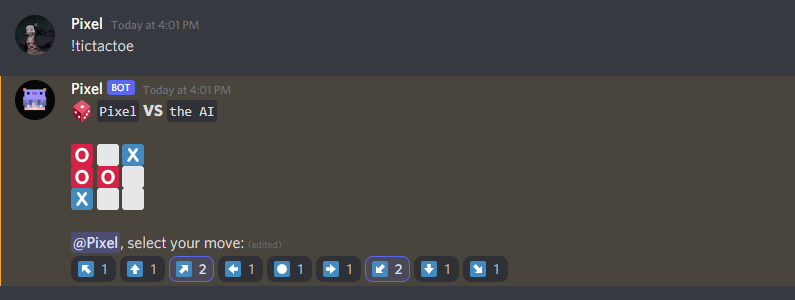 Pixel Today at 4:01 PM
!tictactoe
Pixel BOT Today at 4:01 PM
Pixel VS the AI
O X
O O
X
@Pixel, select your move: (edited)
1 1 2 1 1 1 2 1 1